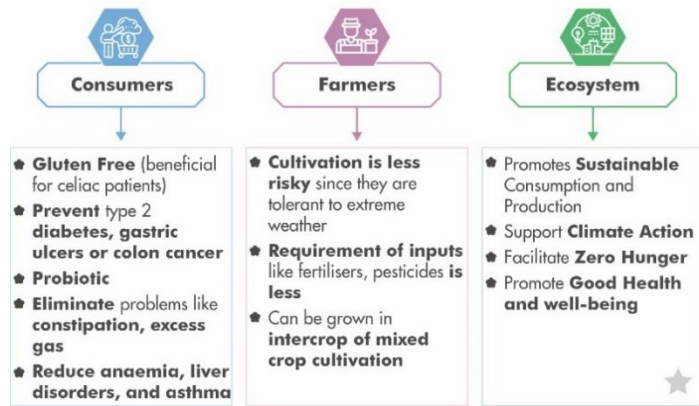 Consumers
Gluten Free (beneficial
for celiac patients)
Prevent type 2
diabetes, gastric
ulcers or colon cancer
Probiotic
Eliminate problems like
constipation, excess
gas
Reduce anaemia, liver
disorders, and asthma
Farmers
Cultivation is less
risky since they are
tolerant to extreme
weather
Requirement of inputs
like fertilisers, pesticides is
less
Can be grown in
intercrop of mixed
crop cultivation
Ecosystem
Promotes Sustainable
Consumption and
Production
Support Climate Action
Facilitate Zero Hunger
Promote Good Health
and well-being